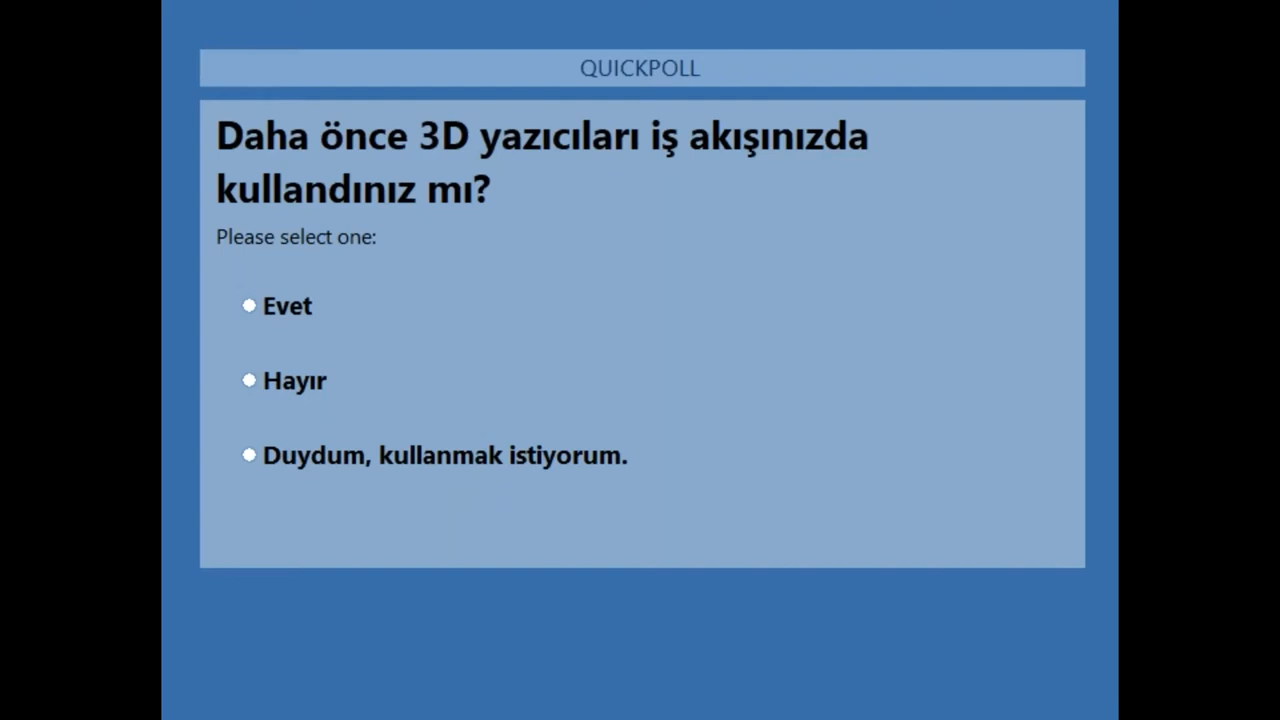 QUICKPOLL
Daha önce 3D yazıcıları iş akışınızda
kullandınız mı?
Please select one:
Evet
Hayır
Duydum, kullanmak istiyorum.